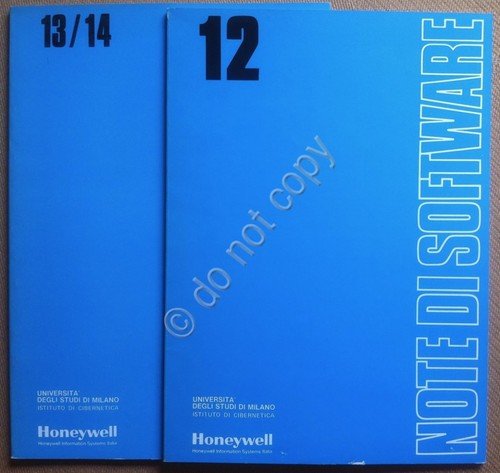 13/14
UNIVERSITA'
DEGLI STUDI DI MILANO
ISTITUTO DI CIBERNETICA
Honeywell
Honeywell Information Systems Italia
12
NOTE DI SOFTWARE
UNIVERSITA'
DEGLI STUDI DI MILANO
ISTITUTO DI CIBERNETICA
Honeywell
Honeywell Information Systems Italia
© do not copy